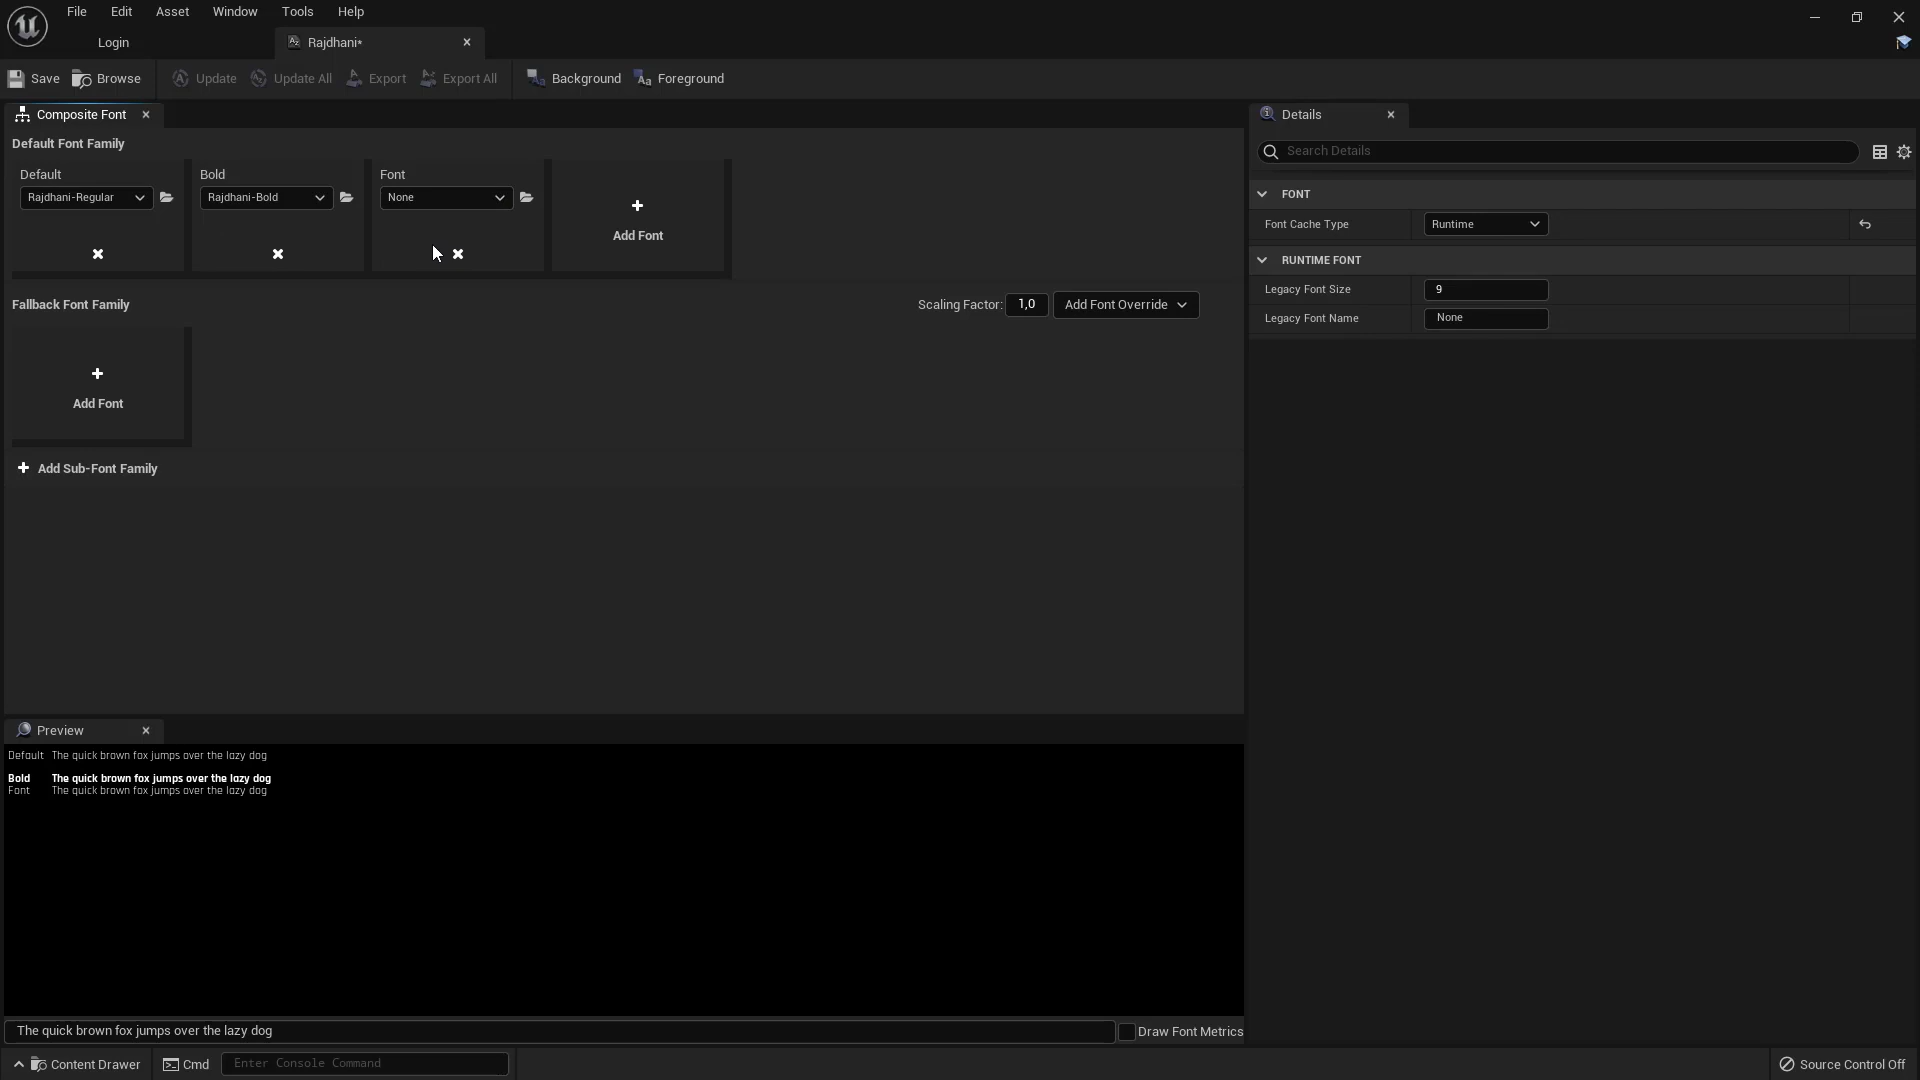 File Edit Asset Window Tools Help
Login Rajdhani*
Save Browse Update Update All Export Export All Background Foreground
Composite Font
Default Font Family
Default Bold Font
Rajdhani-Regular Rajdhani-Bold None
Add Font
Fallback Font Family Scaling Factor: 1,0 Add Font Override
Add Font
Add Sub-Font Family
Preview
Default The quick brown fox jumps over the lazy dog
Bold The quick brown fox jumps over the lazy dog
Font The quick brown fox jumps over the lazy dog
The quick brown fox jumps over the lazy dog Draw Font Metrics
Details
Search Details
FONT
Font Cache Type Runtime
RUNTIME FONT
Legacy Font Size 9
Legacy Font Name None
Content Drawer Cmd Enter Console Command Source Control Off